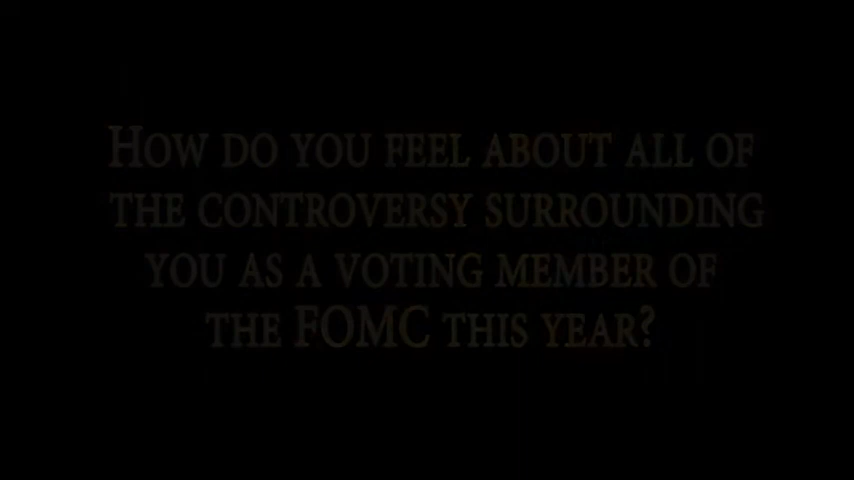 How do you feel about all of
the controversy surrounding
you as a voting member of
the FOMC this year?